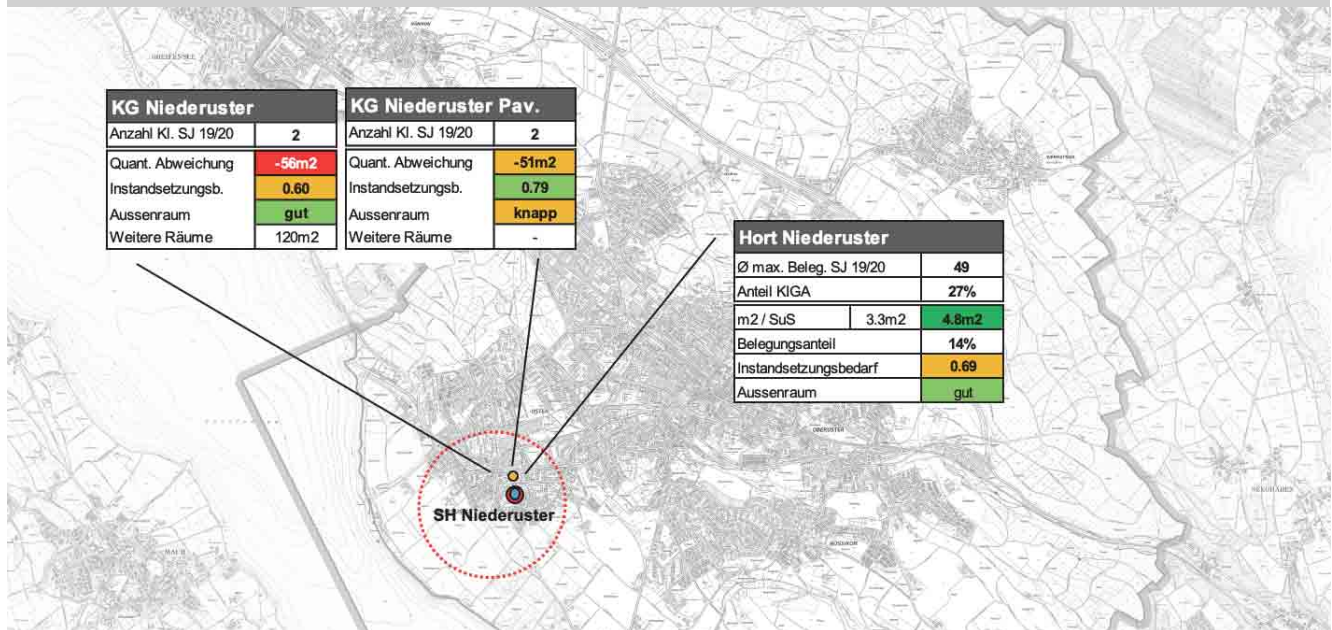 KG Niederuster
Anzahl Kl. SJ 19/20 2
Quant. Abweichung -56m2
Instandsetzungsb. 0.60
Aussenraum gut
Weitere Räume 120m2
KG Niederuster Pav.
Anzahl Kl. SJ 19/20 2
Quant. Abweichung -51m2
Instandsetzungsb. 0.79
Aussenraum knapp
Weitere Räume -
Hort Niederuster
Ø max. Beleg. SJ 19/20 49
Anteil KIGA 27%
m2 / SuS 3.3m2 4.8m2
Belegungsanteil 14%
Instandsetzungsbedarf 0.69
Aussenraum gut
SH Niederuster